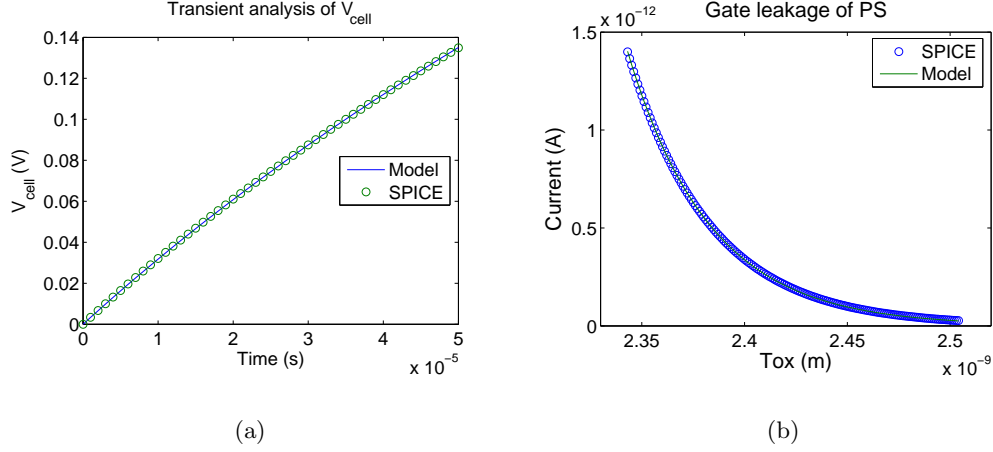 Transient analysis of V_cell
0.14
0.12
0.1
0.08
0.06
0.04
0.02
0
V_cell (V)
Model
SPICE
0
1
2
3
4
5
Time (s)
x 10^-5
(a)
Gate leakage of PS
x 10^-12
1.5
1
0.5
0
Current (A)
SPICE
Model
2.35
2.4
2.45
2.5
Tox (m)
x 10^-9
(b)